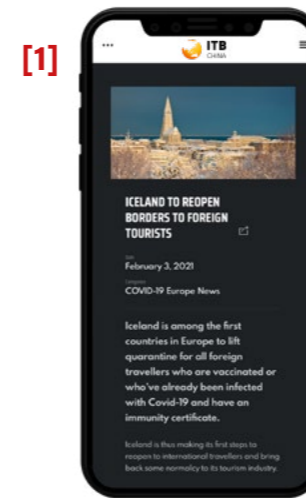 [1]
ITB
CHINA
ICELAND TO REOPEN
BORDERS TO FOREIGN
TOURISTS
Date
February 3, 2021
Categories
COVID-19 Europe News
Iceland is among the first
countries in Europe to lift
quarantine for all foreign
travellers who are vaccinated or
who've already been infected
with Covid-19 and have an
immunity certificate.
Iceland is thus making its first steps to
reopen to international travellers and bring
back some normalcy to its tourism industry.